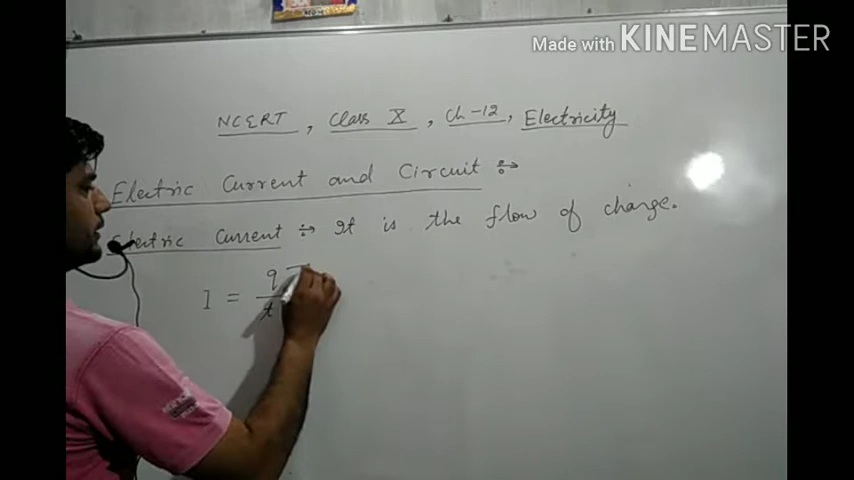 Made with KINEMASTER
NCERT, Class X, Ch-12, Electricity
Electric Current and Circuit :→
Electric Current :→ It is the flow of change.
I = q/t